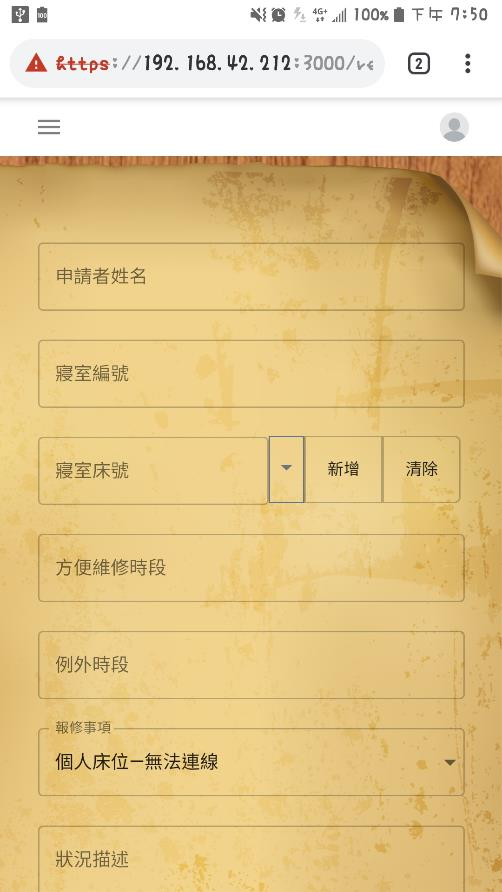 100% 下午 7:50
https://192.168.42.212:3000/re
2
申請者姓名
寢室編號
寢室床號
新增
清除
方便維修時段
例外時段
報修事項
個人床位—無法連線
狀況描述